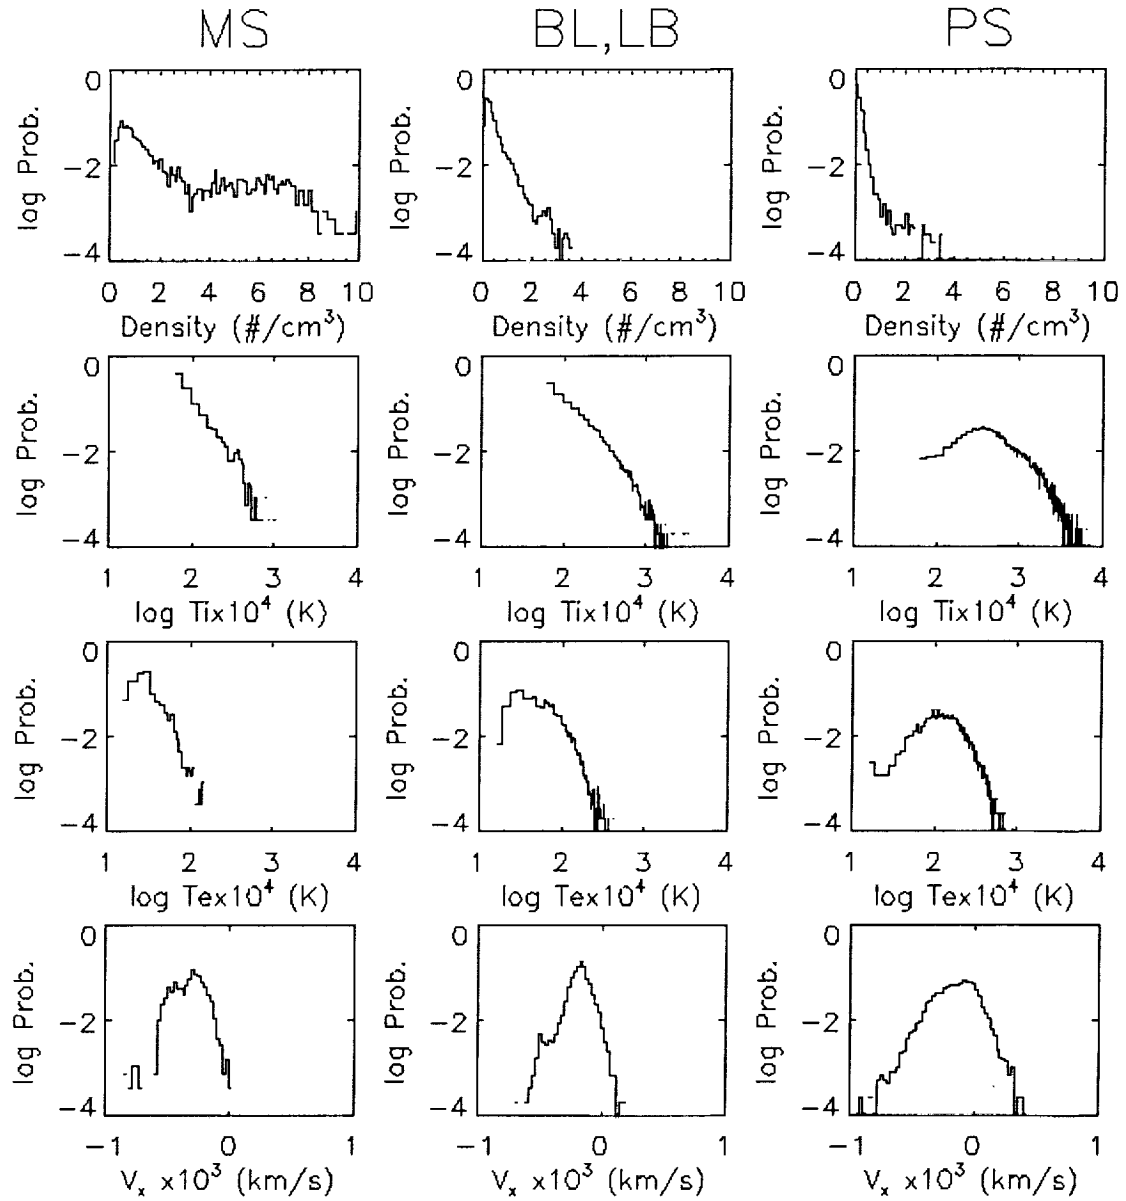 MS BL,LB PS
0 0 0
log Prob. log Prob. log Prob.
−2 −2 −2
−4 −4 −4
0 2 4 6 8 10 0 2 4 6 8 10 0 2 4 6 8 10
Density (#/cm³) Density (#/cm³) Density (#/cm³)
0 0 0
log Prob. log Prob. log Prob.
−2 −2 −2
−4 −4 −4
1 2 3 4 1 2 3 4 1 2 3 4
log Tix10⁴ (K) log Tix10⁴ (K) log Tix10⁴ (K)
0 0 0
log Prob. log Prob. log Prob.
−2 −2 −2
−4 −4 −4
1 2 3 4 1 2 3 4 1 2 3 4
log Tex10⁴ (K) log Tex10⁴ (K) log Tex10⁴ (K)
0 0 0
log Prob. log Prob. log Prob.
−2 −2 −2
−4 −4 −4
−1 0 1 −1 0 1 −1 0 1
Vₓ x10³ (km/s) Vₓ x10³ (km/s) Vₓ x10³ (km/s)